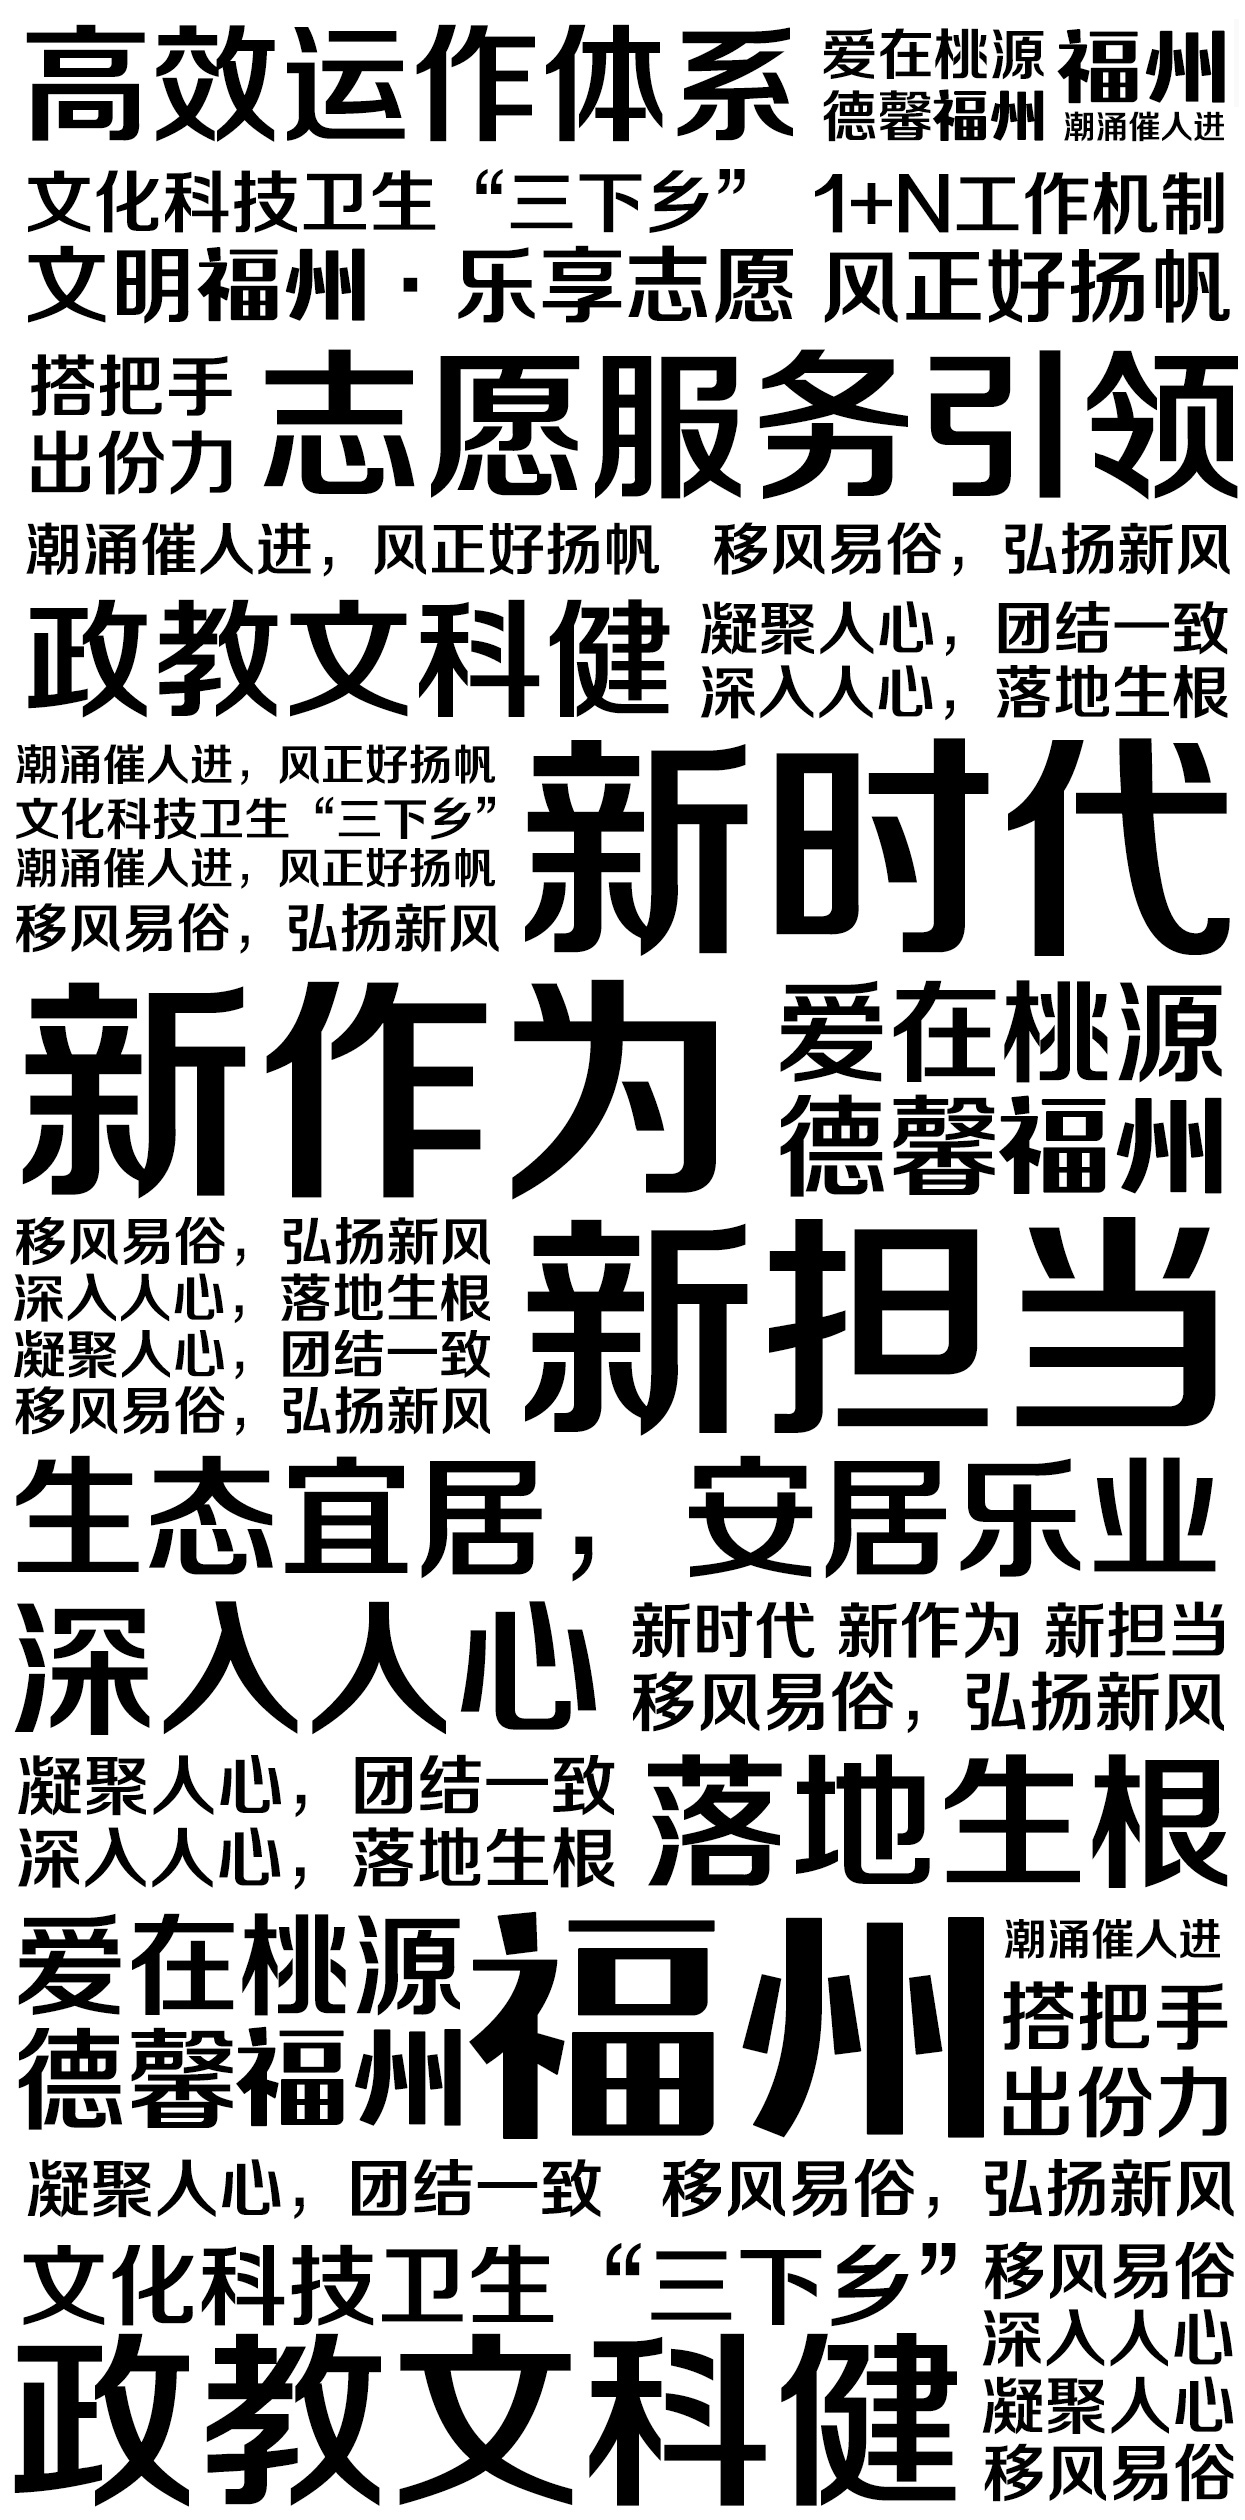 高效运作体系
爱在桃源
德馨福州
福州
潮涌催人进
文化科技卫生“三下乡”
1+N工作机制
文明福州·乐享志愿
风正好扬帆
搭把手
出份力
志愿服务引领
潮涌催人进，风正好扬帆
移风易俗，弘扬新风
政教文科健
凝聚人心，团结一致
深入人心，落地生根
潮涌催人进，风正好扬帆
文化科技卫生“三下乡”
潮涌催人进，风正好扬帆
移风易俗，弘扬新风
新时代
新作为
爱在桃源
德馨福州
移风易俗，弘扬新风
深入人心，落地生根
凝聚人心，团结一致
移风易俗，弘扬新风
新担当
生态宜居，安居乐业
深入人心
新时代 新作为 新担当
移风易俗，弘扬新风
凝聚人心，团结一致
深入人心，落地生根
落地生根
爱在桃源
德馨福州
福州
潮涌催人进
搭把手
出份力
凝聚人心，团结一致
移风易俗，弘扬新风
文化科技卫生“三下乡”
政教文科健
移风易俗
深入人心
凝聚人心
移风易俗